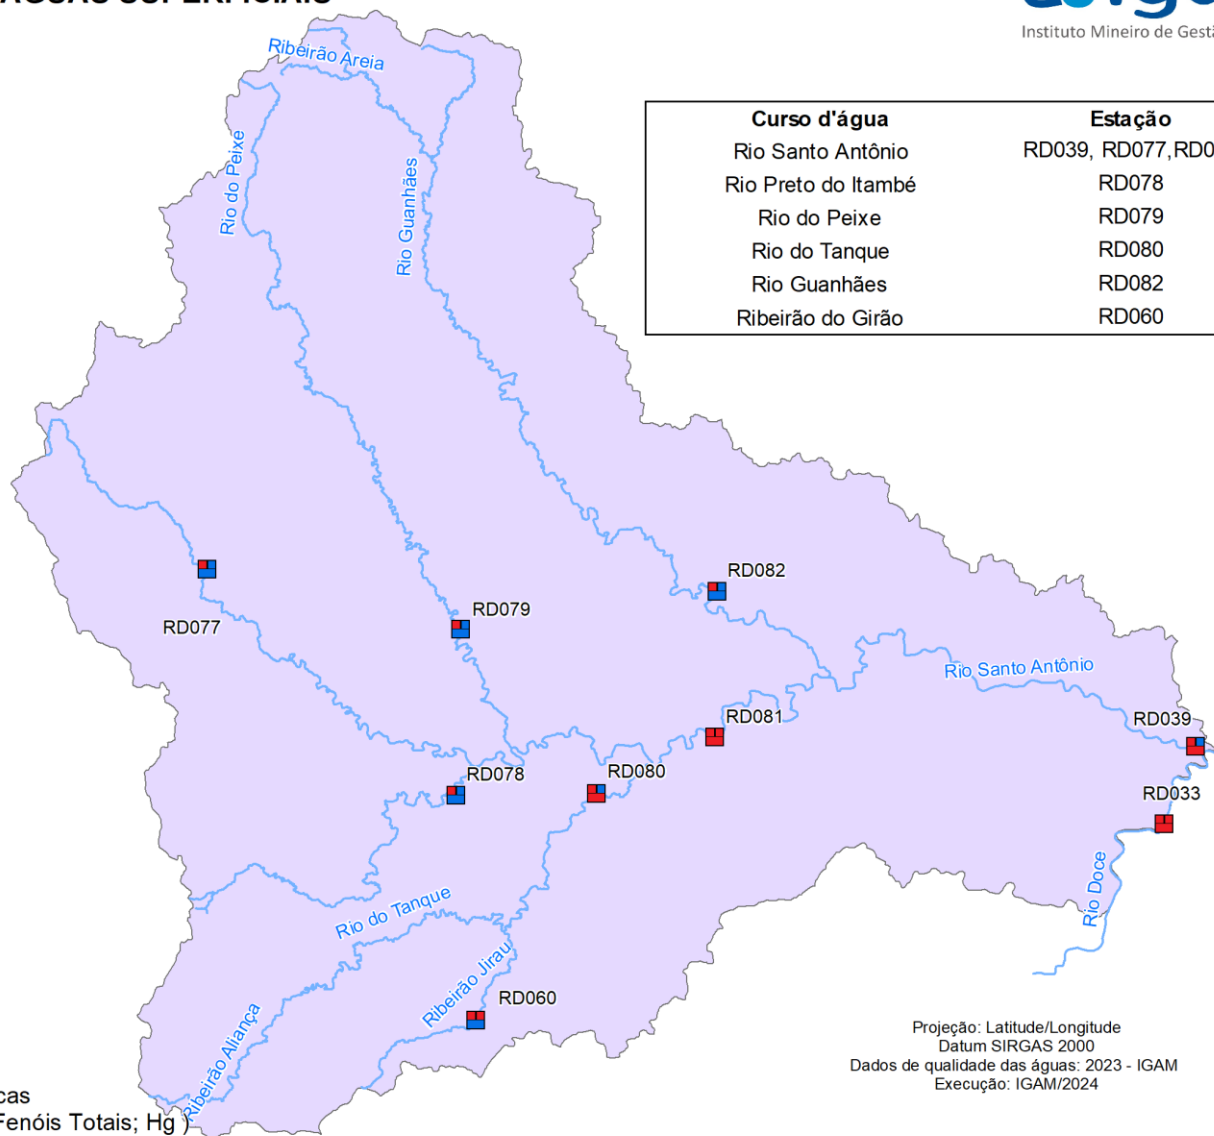 ÁGUAS SUPERFICIAIS
Instituto Mineiro de Gestã
Curso d'água Estação
Rio Santo Antônio RD039, RD077,RD0
Rio Preto do Itambé RD078
Rio do Peixe RD079
Rio do Tanque RD080
Rio Guanhães RD082
Ribeirão do Girão RD060
Ribeirão Areia
Rio do Peixe
Rio Guanhães
RD082
RD079
RD077
Rio Santo Antônio
RD081
RD039
RD078
RD080
RD033
Rio Doce
Rio do Tanque
Ribeirão Jirau
RD060
Ribeirão Aliança
Projeção: Latitude/Longitude
Datum SIRGAS 2000
Dados de qualidade das águas: 2023 - IGAM
Execução: IGAM/2024
cas
Fenóis Totais; Hg )